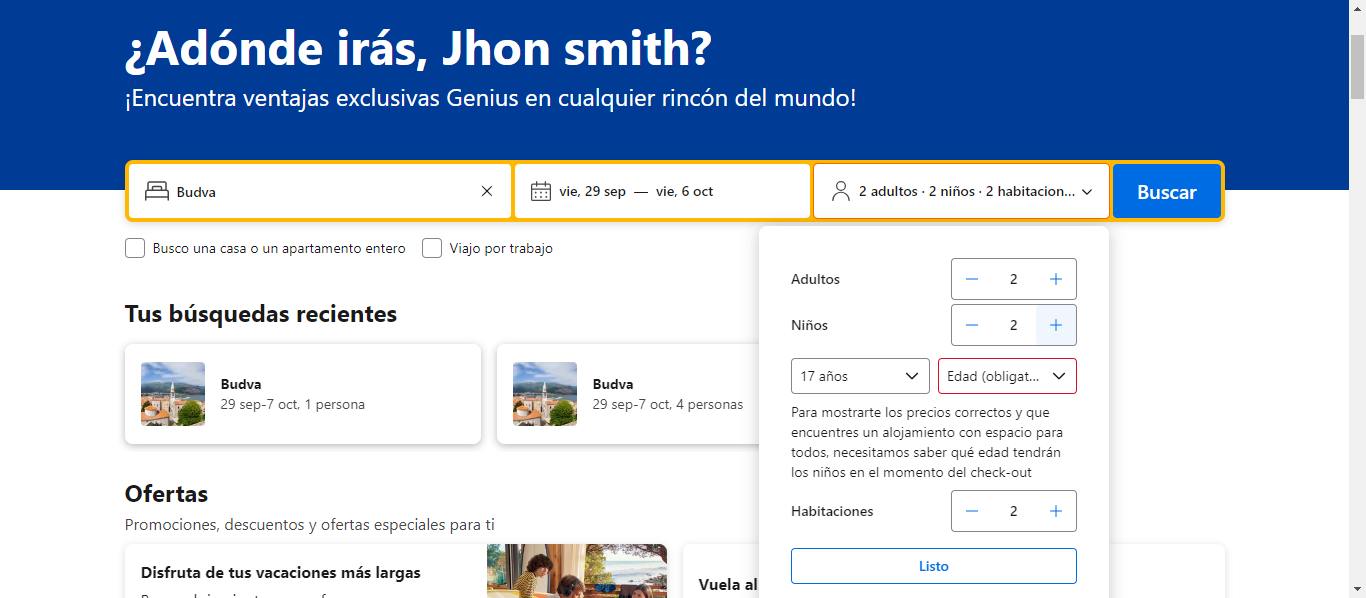 ¿Adónde irás, Jhon smith?
¡Encuentra ventajas exclusivas Genius en cualquier rincón del mundo!
Budva
vie, 29 sep — vie, 6 oct
2 adultos · 2 niños · 2 habitacion...
Buscar
Busco una casa o un apartamento entero
Viajo por trabajo
Adultos
2
Niños
2
17 años
Edad (obligat...
Para mostrarte los precios correctos y que
encuentres un alojamiento con espacio para
todos, necesitamos saber qué edad tendrán
los niños en el momento del check-out
Habitaciones
2
Listo
Tus búsquedas recientes
Budva
29 sep-7 oct, 1 persona
Budva
29 sep-7 oct, 4 personas
Ofertas
Promociones, descuentos y ofertas especiales para ti
Disfruta de tus vacaciones más largas
Vuela al